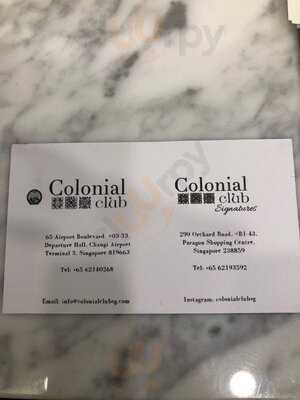 Colonial
club
65 Airport Boulevard. #03-33.
Departure Hall, Changi Airport
Terminal 3, Singapore 819663
Tel: +65 62140268
Email: info@colonialclubsg.com
Colonial
club
Signatures
290 Orchard Road. #B1-43.
Paragon Shopping Centre.
Singapore 238859
Tel: +65 62193592
Instagram: colonialclubsg